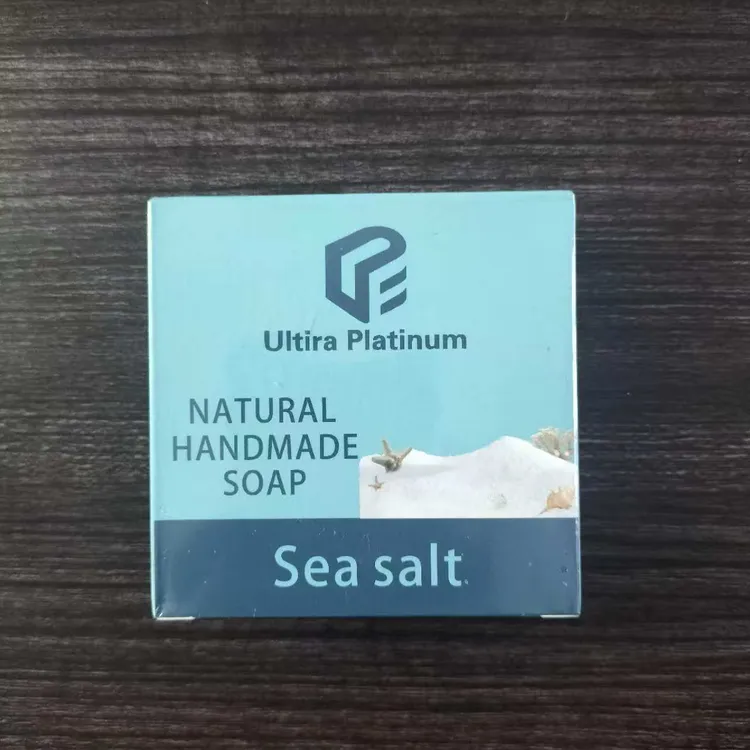 Ultira Platinum
NATURAL
HANDMADE
SOAP
Sea salt